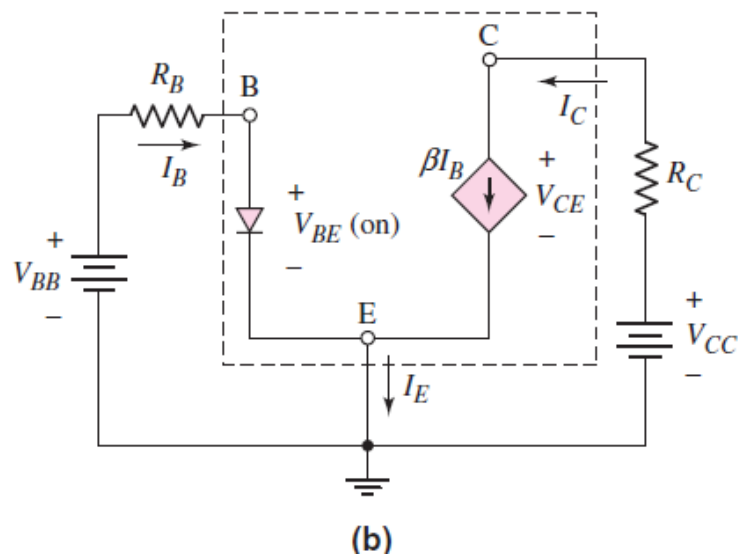 C
R_B
B
I_C
I_B
βI_B
+
V_CE
−
R_C
+
V_BE (on)
−
+
V_BB
−
E
+
V_CC
−
I_E
(b)